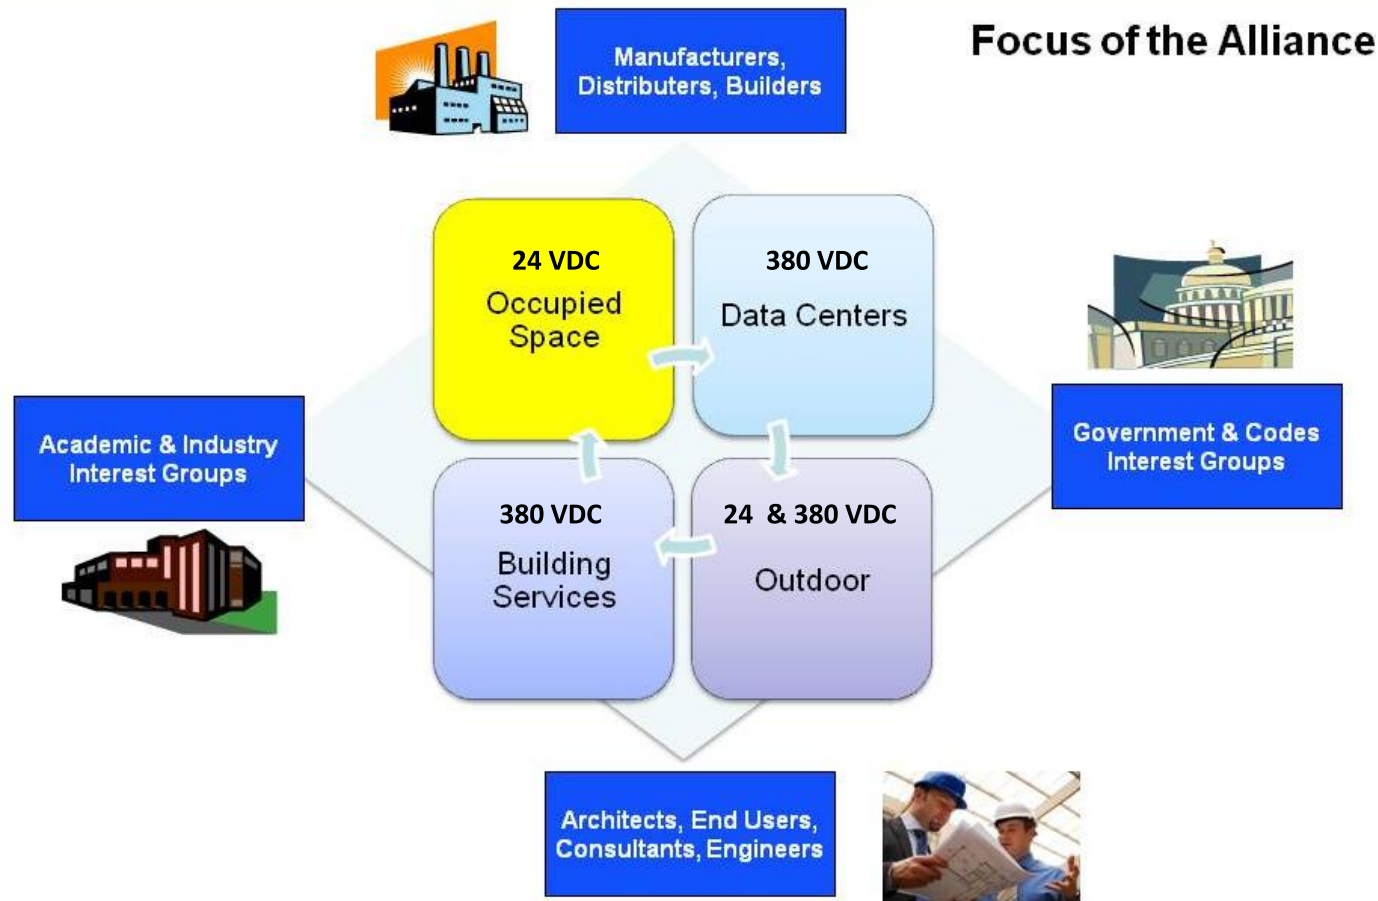 Focus of the Alliance
Manufacturers,
Distributers, Builders
24 VDC
Occupied
Space
380 VDC
Data Centers
Academic & Industry
Interest Groups
Government & Codes
Interest Groups
380 VDC
Building
Services
24 & 380 VDC
Outdoor
Architects, End Users,
Consultants, Engineers